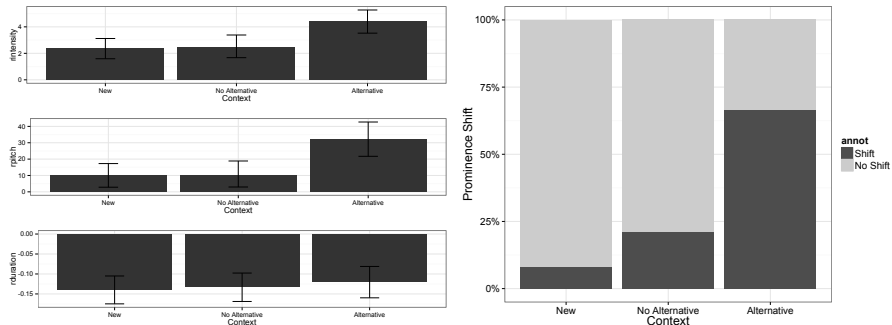 rintensity
4
2
0
New
No Alternative
Alternative
Context
rpitch
40
30
20
10
0
New
No Alternative
Alternative
Context
rduration
0.00
-0.05
-0.10
-0.15
New
No Alternative
Alternative
Context
Prominence Shift
100%
75%
50%
25%
0%
New
No Alternative
Alternative
Context
annot
Shift
No Shift